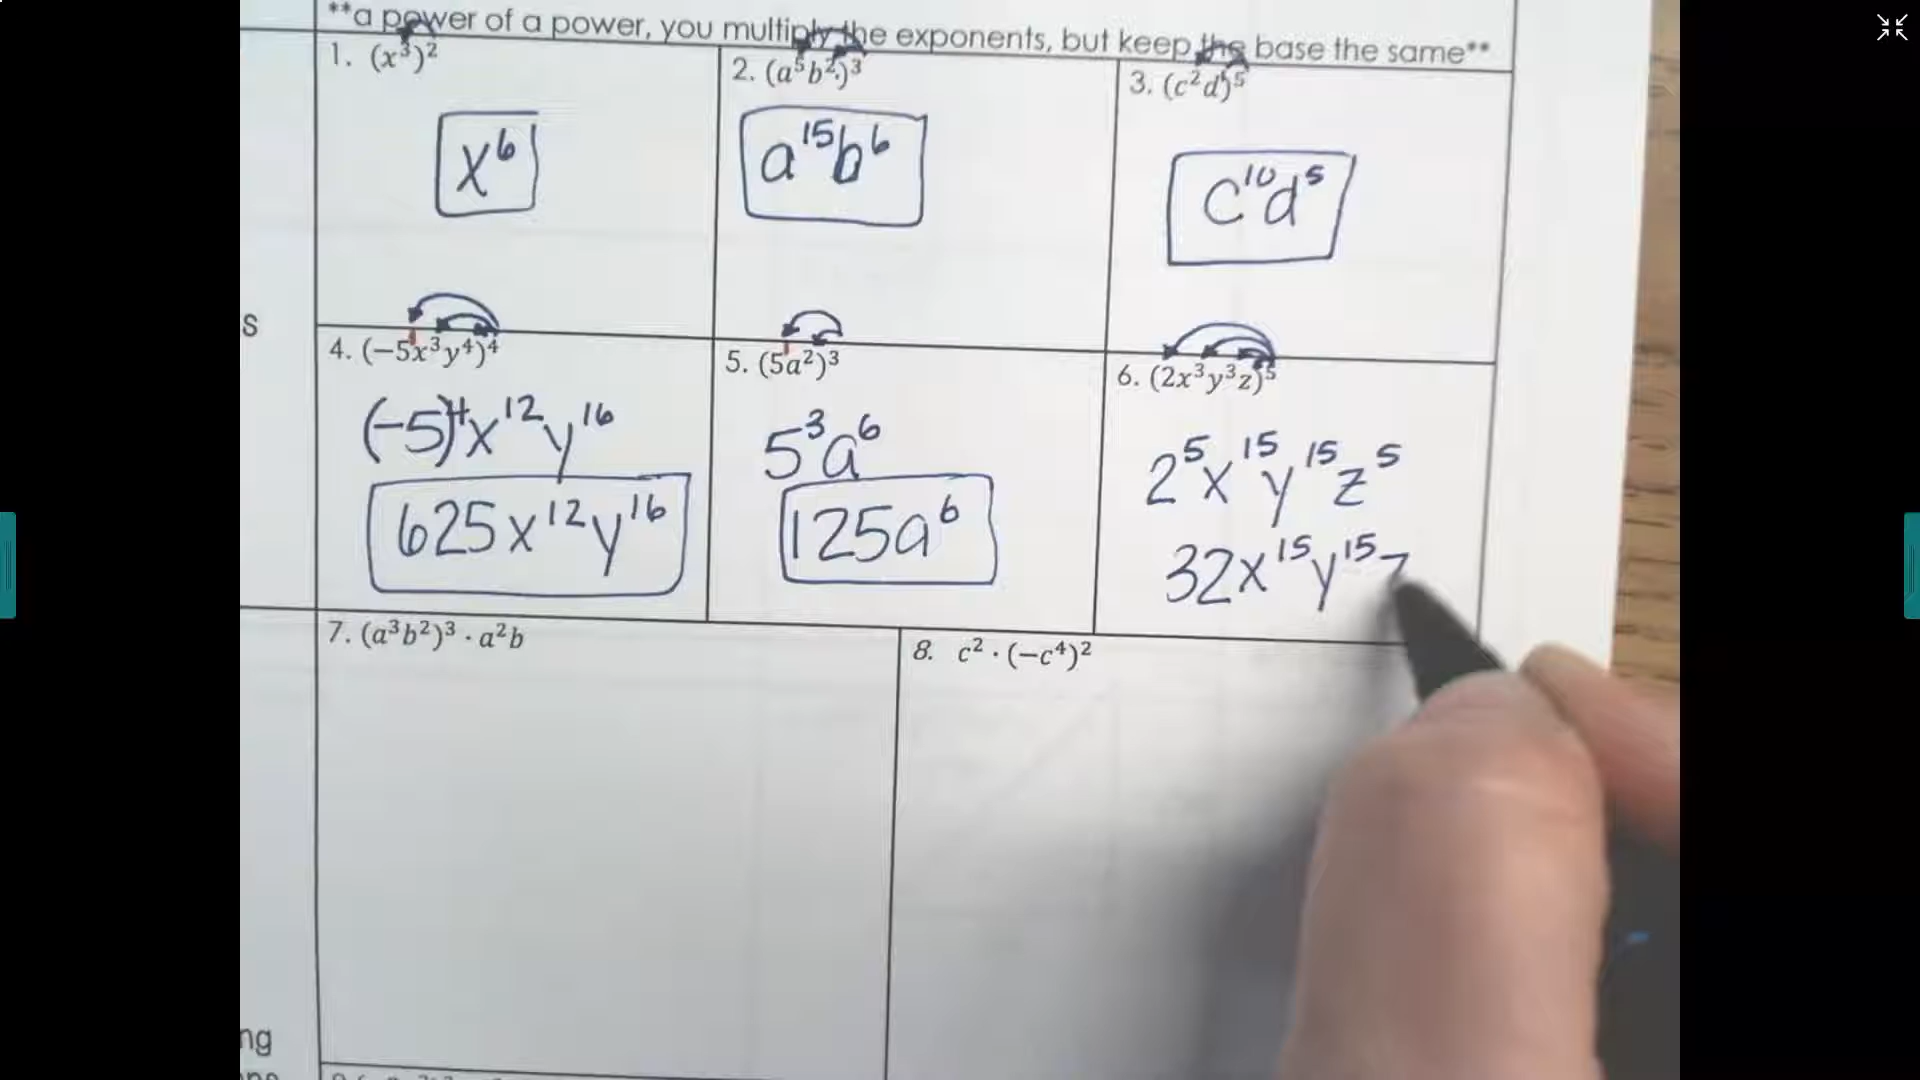 **a power of a power, you multiply the exponents, but keep the base the same**
1. (x³)²
2. (a⁵b²)³
3. (c²d)⁵
x⁶
a¹⁵b⁶
c¹⁰d⁵
s
4. (−5x³y⁴)⁴
5. (5a²)³
6. (2x³y³z)⁵
(-5)⁴x¹²y¹⁶
5³a⁶
2⁵x¹⁵y¹⁵z⁵
625x¹²y¹⁶
125a⁶
32x¹⁵y¹⁵z
7. (a³b²)³ · a²b
8. c² · (−c⁴)²
ng